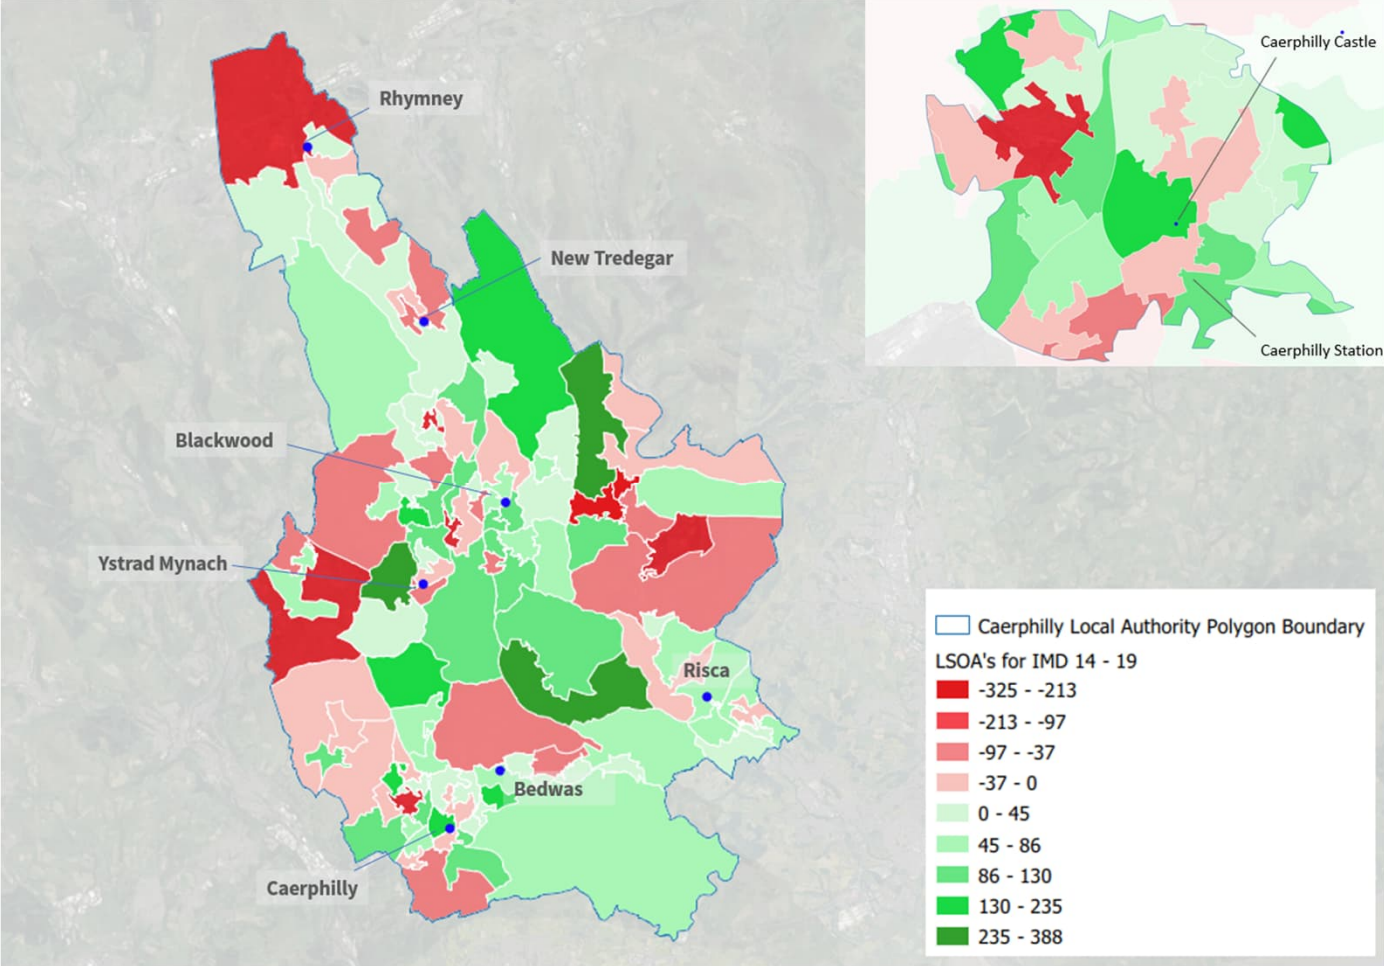 Caerphilly Castle
Rhymney
New Tredegar
Caerphilly Station
Blackwood
Ystrad Mynach
Risca
Bedwas
Caerphilly
Caerphilly Local Authority Polygon Boundary
LSOA's for IMD 14 - 19
-325 - -213
-213 - -97
-97 - -37
-37 - 0
0 - 45
45 - 86
86 - 130
130 - 235
235 - 388